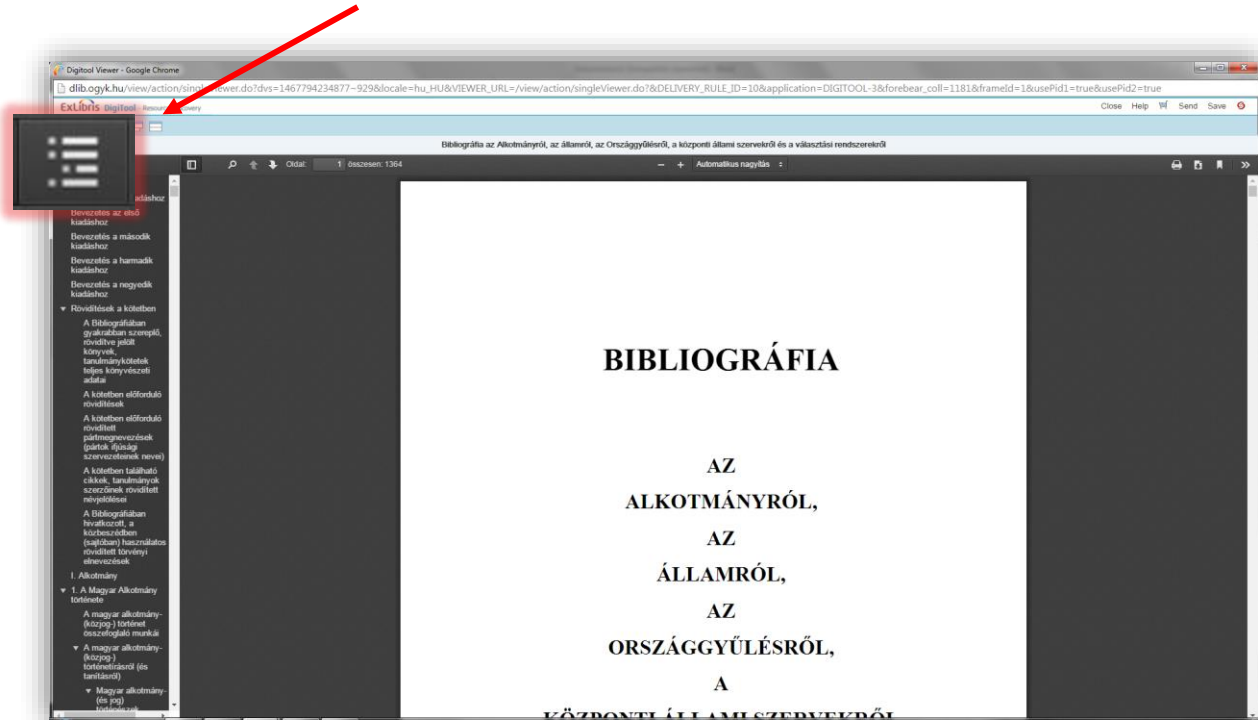 Digitool Viewer - Google Chrome
dlib.ogyk.hu/view/action/singleViewer.do?dvs=1467794234877~929&locale=hu_HU&VIEWER_URL=/view/action/singleViewer.do?&DELIVERY_RULE_ID=10&application=DIGITOOL-3&forebear_coll=1181&frameId=1&usePid1=true&usePid2=true
ExLibris DigiTool Resource Discovery
Close Help Send Save
Bibliográfia az Alkotmányról, az államról, az Országgyűlésről, a központi állami szervekről és a választási rendszerekről
Oldal: 1 összesen: 1364
Automatikus nagyítás
Bevezetés az első
kiadáshoz
Bevezetés a második
kiadáshoz
Bevezetés a harmadik
kiadáshoz
Bevezetés a negyedik
kiadáshoz
Rövidítések a kötetben
A Bibliográfiában
gyakrabban szereplő,
rövidítve jelölt
könyvek,
tanulmánykötetek
teljes könyvészeti
adatai
A kötetben előforduló
rövidítések
A kötetben előforduló
rövidített
pártmegnevezések
(pártok ifjúsági
szervezeteinek nevei)
A kötetben található
cikkek, tanulmányok
szerzőinek rövidített
névjelölései
A Bibliográfiában
hivatkozott, a
közbeszédben
(sajtóban) használatos
rövidített törvényi
elnevezések
I. Alkotmány
1. A Magyar Alkotmány
története
A magyar alkotmány-
(közjog-) történet
összefoglaló munkái
A magyar alkotmány-
(közjog-)
történetírásról (és
tanításról)
Magyar alkotmány-
(és jog)
történészek
BIBLIOGRÁFIA
AZ
ALKOTMÁNYRÓL,
AZ
ÁLLAMRÓL,
AZ
ORSZÁGGYŰLÉSRŐL,
A
KÖZPONTI ÁLLAMI SZERVEKRŐL